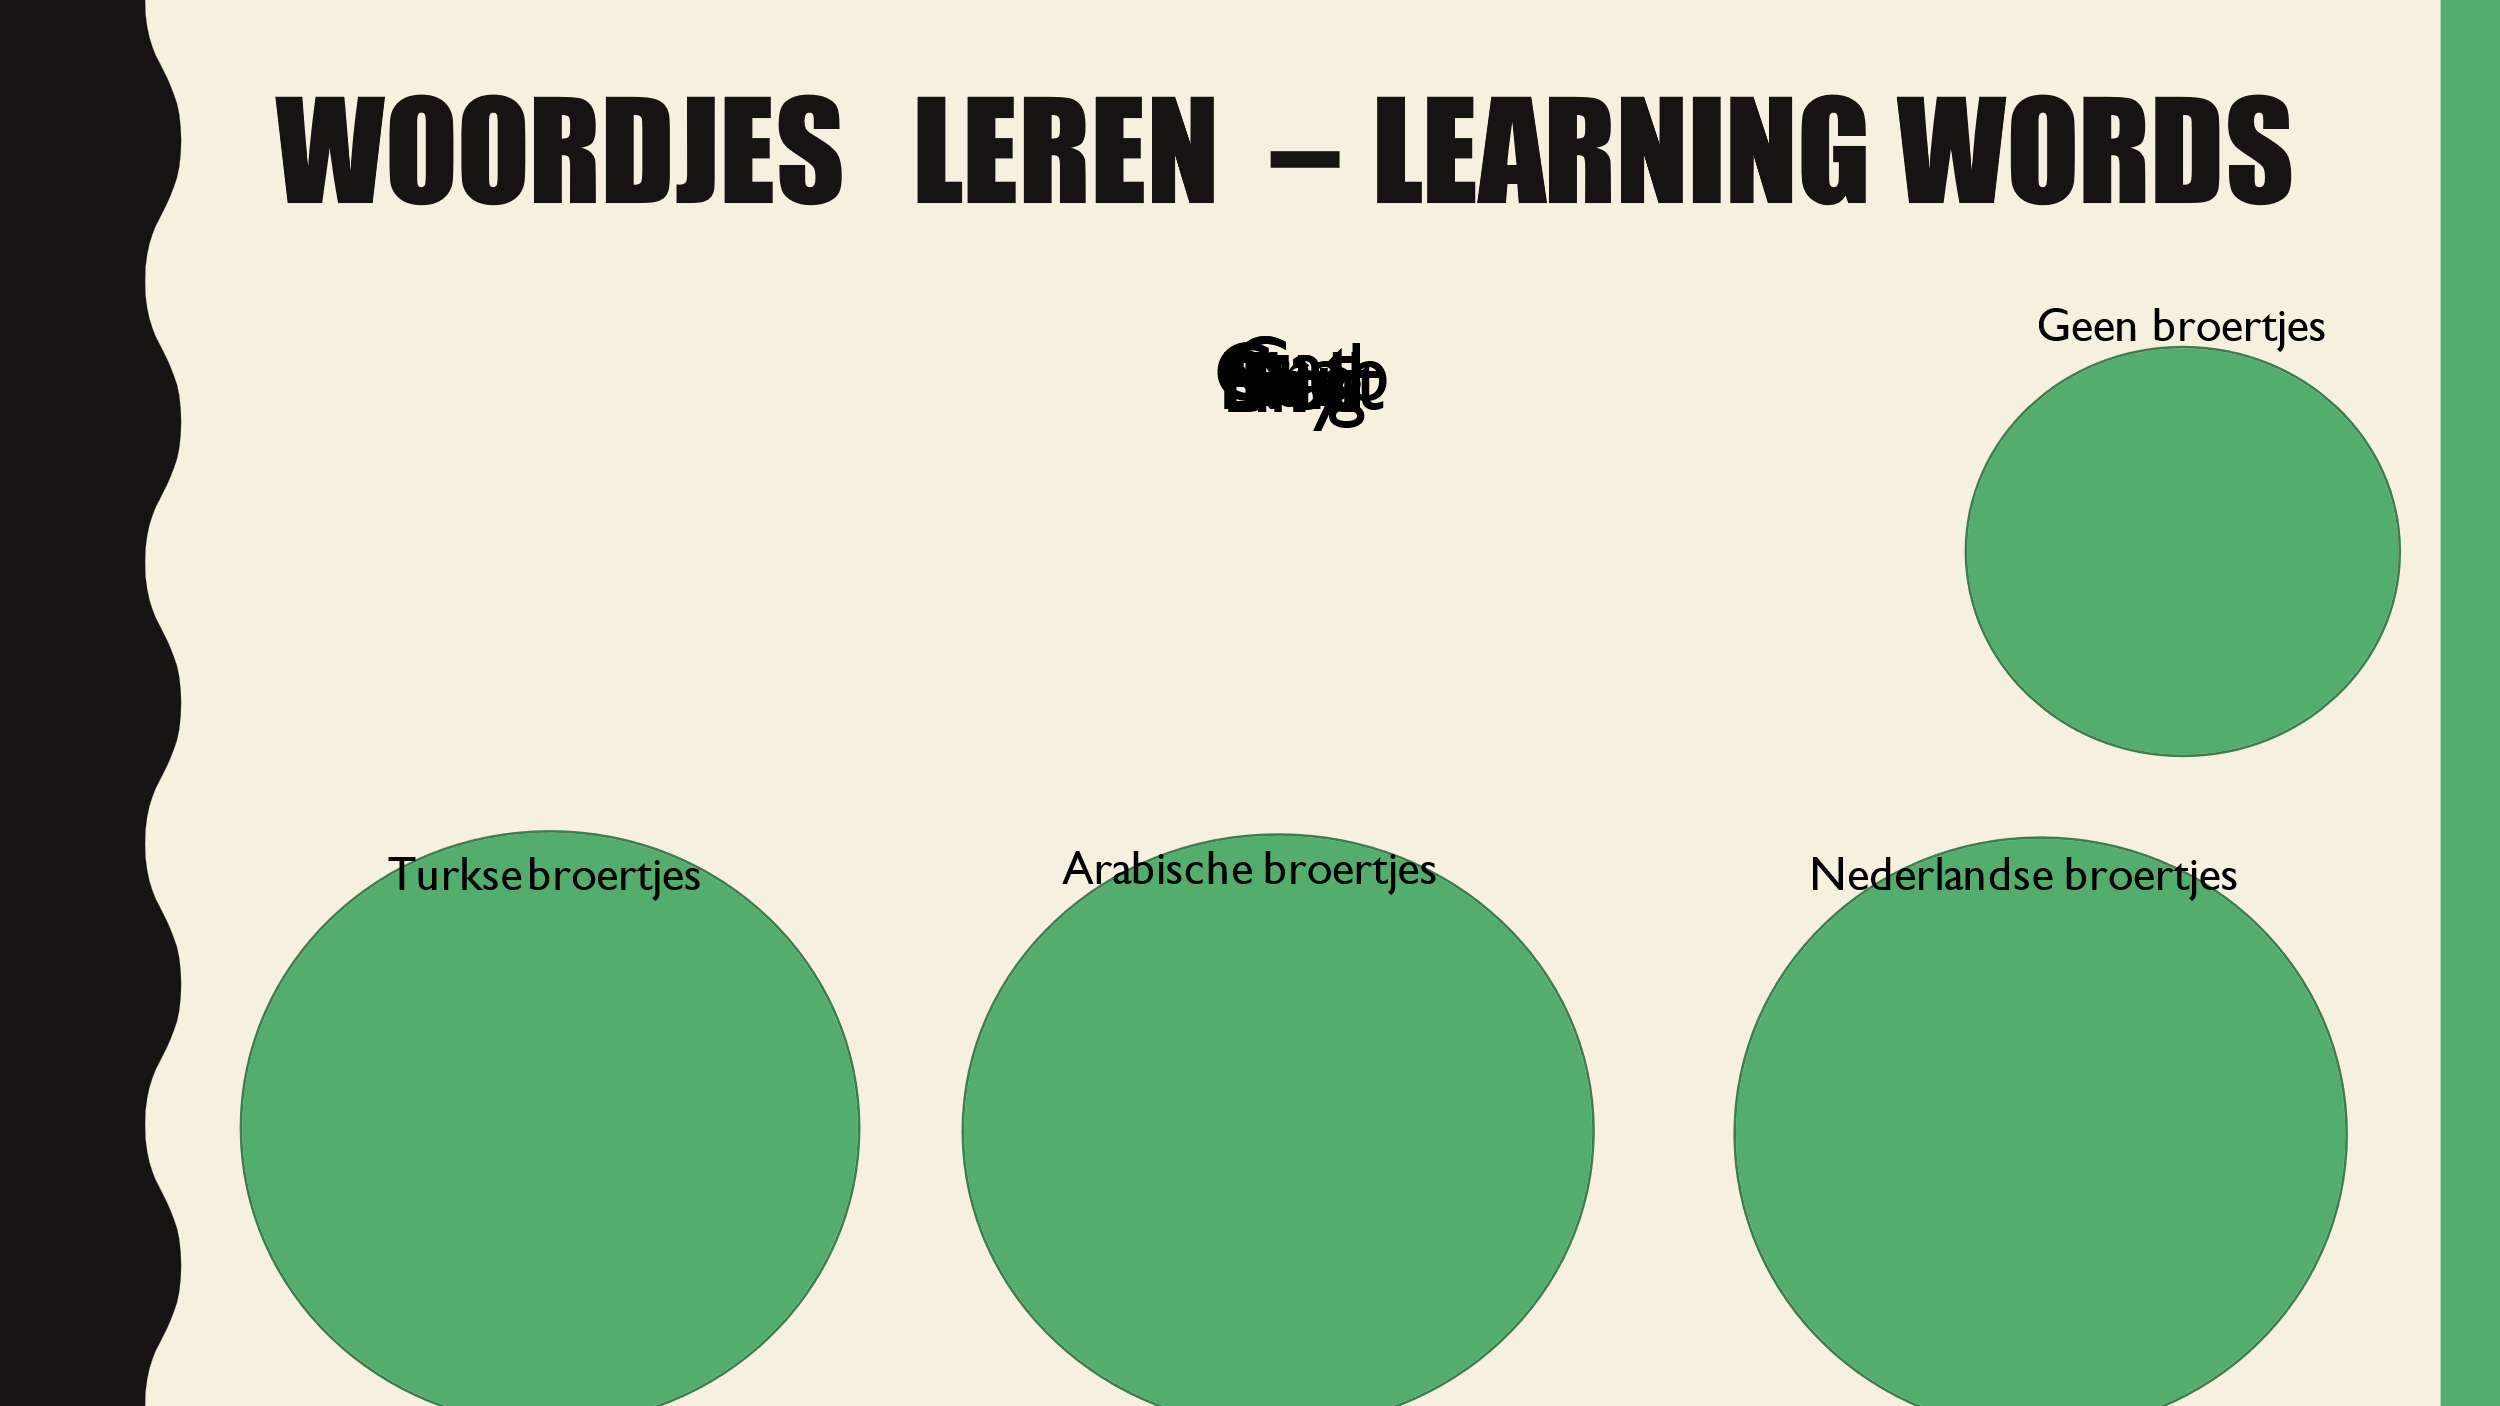 WOORDJES LEREN – LEARNING WORDS
Geen broertjes
Turkse broertjes
Arabische broertjes
Nederlandse broertjes